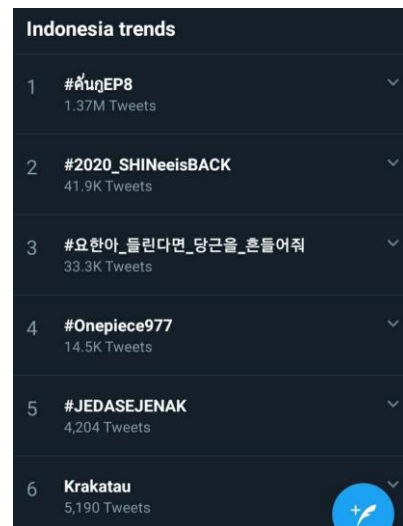 Indonesia trends
1
#คั่นกูEP8
1.37M Tweets
2
#2020_SHINeeisBACK
41.9K Tweets
3
#요한아_들린다면_당근을_흔들어줘
33.3K Tweets
4
#Onepiece977
14.5K Tweets
5
#JEDASEJENAK
4,204 Tweets
6
Krakatau
5,190 Tweets